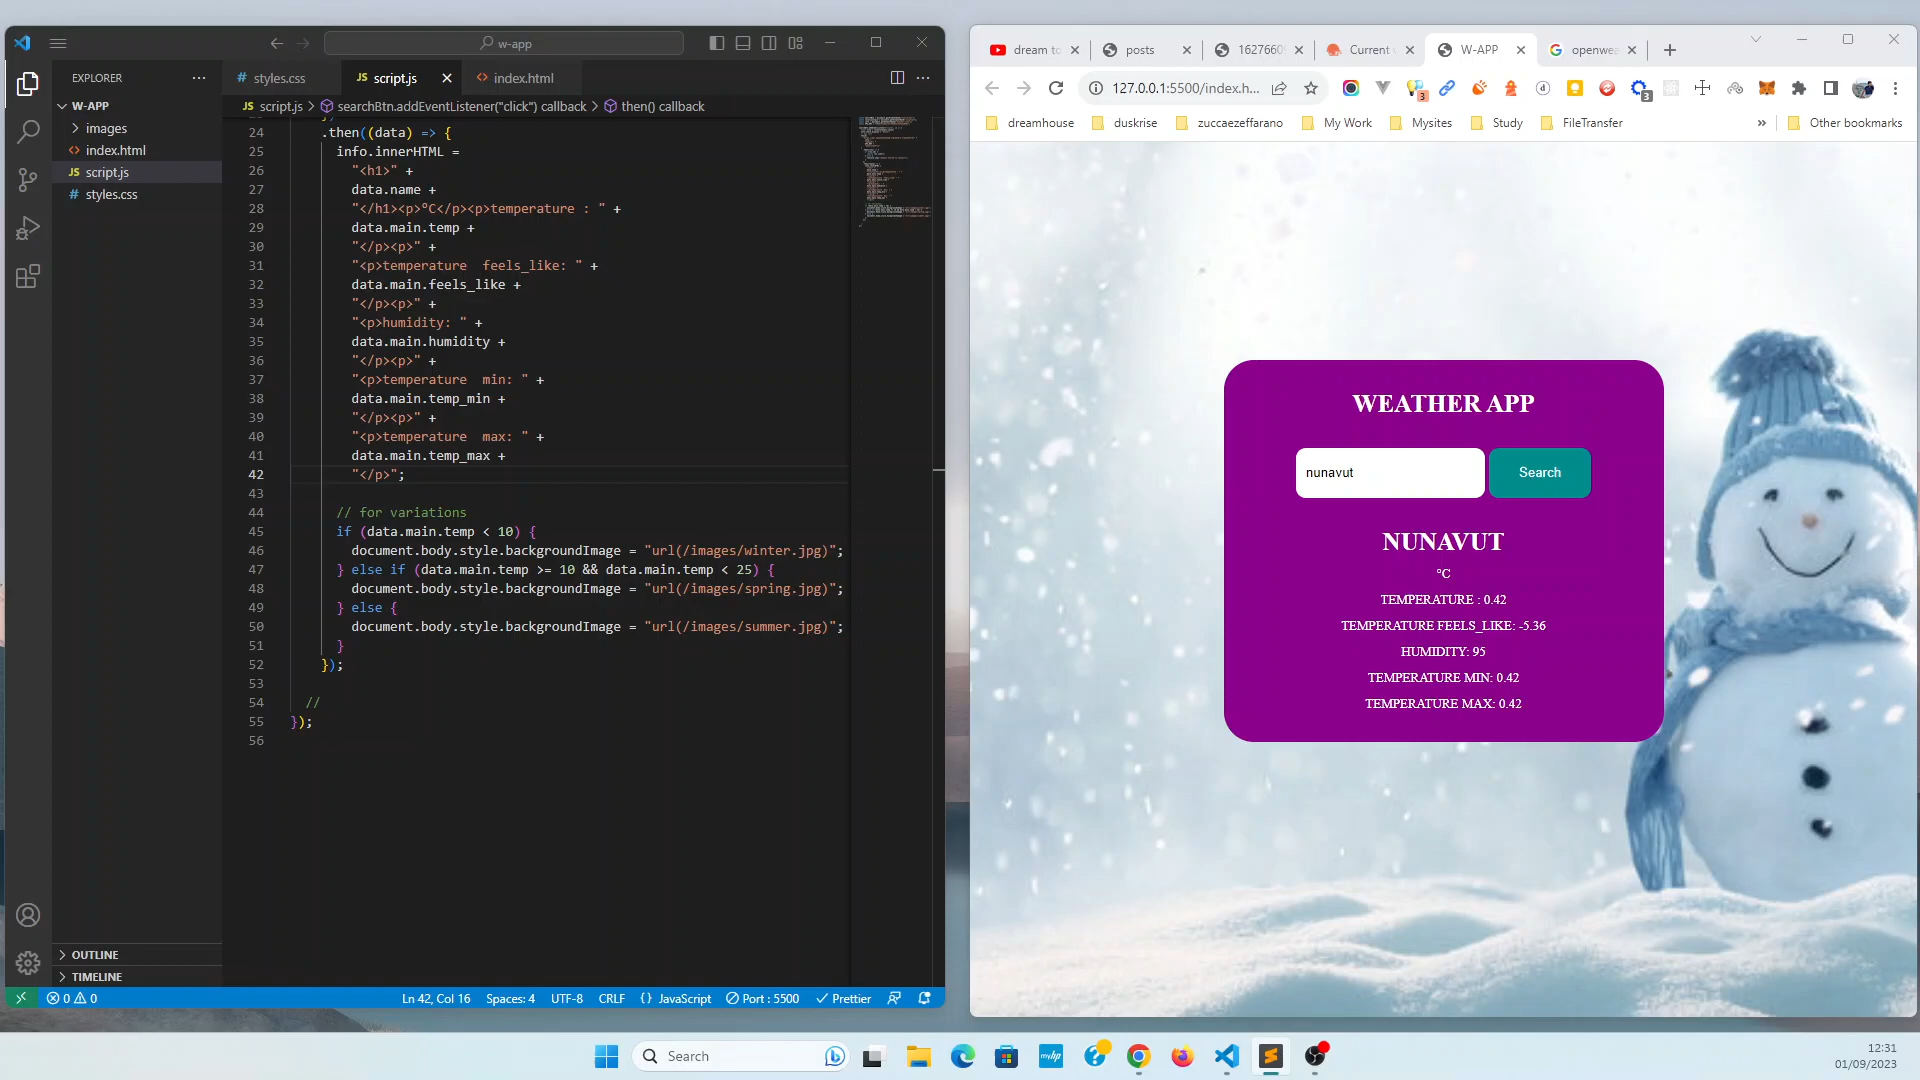 w-app
EXPLORER
W-APP
images
index.html
JS script.js
# styles.css
OUTLINE
TIMELINE
# styles.css
JS script.js
index.html
JS script.js > searchBtn.addEventListener("click") callback > then() callback
24 .then((data) => {
25 info.innerHTML =
26 "<h1>" +
27 data.name +
28 "</h1><p>°C</p><p>temperature : " +
29 data.main.temp +
30 "</p><p>" +
31 "<p>temperature  feels_like: " +
32 data.main.feels_like +
33 "</p><p>" +
34 "<p>humidity: " +
35 data.main.humidity +
36 "</p><p>" +
37 "<p>temperature  min: " +
38 data.main.temp_min +
39 "</p><p>" +
40 "<p>temperature  max: " +
41 data.main.temp_max +
42 "</p>";
43
44 // for variations
45 if (data.main.temp < 10) {
46 document.body.style.backgroundImage = "url(/images/winter.jpg)";
47 } else if (data.main.temp >= 10 && data.main.temp < 25) {
48 document.body.style.backgroundImage = "url(/images/spring.jpg)";
49 } else {
50 document.body.style.backgroundImage = "url(/images/summer.jpg)";
51 }
52 });
53
54 //
55 });
56
0 0
Ln 42, Col 16 Spaces: 4 UTF-8 CRLF {} JavaScript Port : 5500 Prettier
dream to posts 1627660 Current W-APP openwea
127.0.0.1:5500/index.h...
3
3
dreamhouse duskrise zuccaezeffarano My Work Mysites Study FileTransfer » Other bookmarks
WEATHER APP
nunavut Search
NUNAVUT
°C
TEMPERATURE : 0.42
TEMPERATURE FEELS_LIKE: -5.36
HUMIDITY: 95
TEMPERATURE MIN: 0.42
TEMPERATURE MAX: 0.42
Search
myhp
12:31
01/09/2023